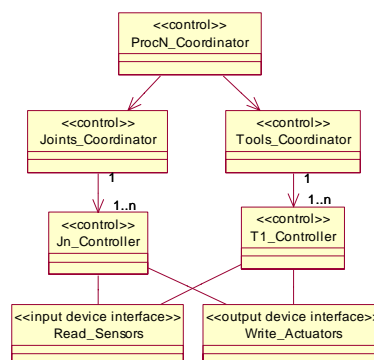 <<control>>
ProcN_Coordinator
<<control>>
Joints_Coordinator
<<control>>
Tools_Coordinator
1
1
1..n
1..n
<<control>>
Jn_Controller
<<control>>
T1_Controller
<<input device interface>>
Read_Sensors
<<output device interface>>
Write_Actuators